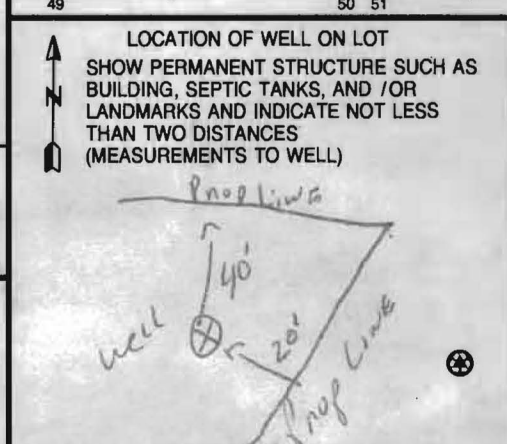 49 50 51
LOCATION OF WELL ON LOT
SHOW PERMANENT STRUCTURE SUCH AS
BUILDING, SEPTIC TANKS, AND /OR
LANDMARKS AND INDICATE NOT LESS
THAN TWO DISTANCES
(MEASUREMENTS TO WELL)
N
Prop Line
40'
well
20'
Prop Line